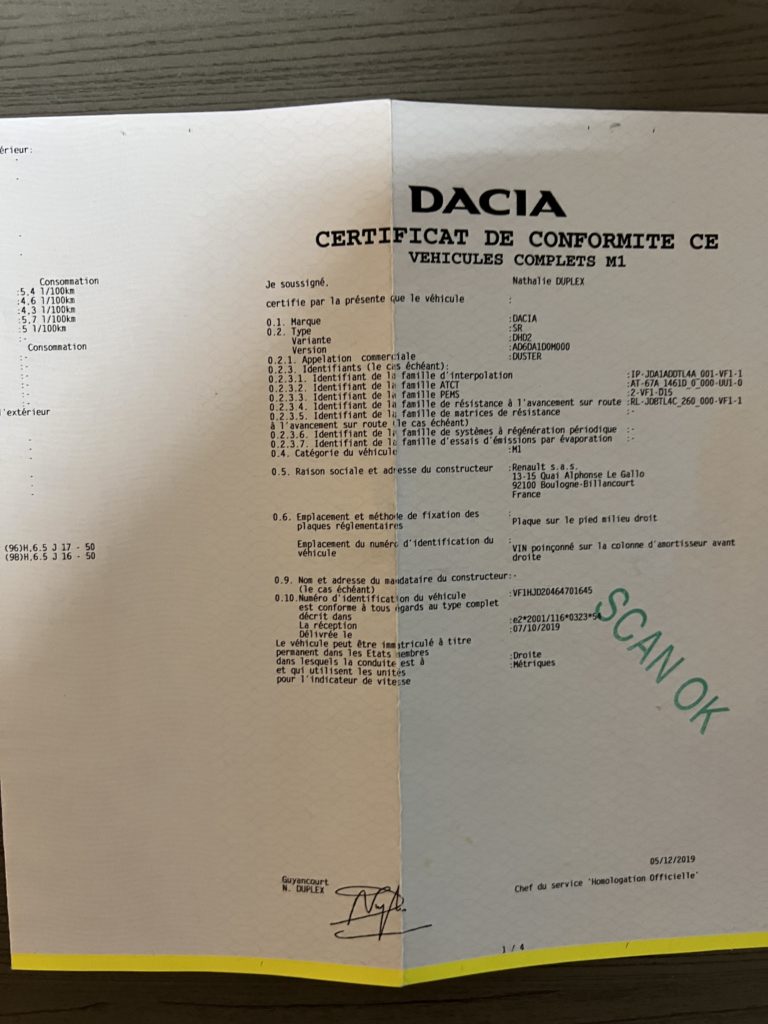 érieur:
Consommation
:5,4 l/100km
:4,6 l/100km
:4,3 l/100km
:5,7 l/100km
:5 l/100km
:-
Consommation
:-
:-
:-
:-
:-
l'extérieur
(96)H,6.5 J 17 - 50
(98)H,6.5 J 16 - 50
DACIA
CERTIFICAT DE CONFORMITE CE
VEHICULES COMPLETS M1
Je soussigné, Nathalie DUPLEX
certifie par la présente que le véhicule :
0.1. Marque :DACIA
0.2. Type :SR
Variante :DHD2
Version :AD6DA1DDM000
0.2.1. Appelation commerciale :DUSTER
0.2.3. Identifiants (le cas échéant):
0.2.3.1. Identifiant de la famille d'interpolation :IP-JDA1ADDTL4A_001-VF1-1
0.2.3.2. Identifiant de la famille ATCT :AT-67A_1461D_0_000-UU1-0
0.2.3.3. Identifiant de la famille PEMS :2-VF1-D15
0.2.3.4. Identifiant de la famille de résistance à l'avancement sur route :RL-JDBTL4C_260_000-VF1-1
0.2.3.5. Identifiant de la famille de matrices de résistance :-
à l'avancement sur route (le cas échéant)
0.2.3.6. Identifiant de la famille de systèmes à régénération périodique :-
0.2.3.7. Identifiant de la famille d'essais d'émissions par évaporation :-
0.4. Catégorie du véhicule :M1
0.5. Raison sociale et adresse du constructeur :Renault s.a.s.
13-15 Quai Alphonse Le Gallo
92100 Boulogne-Billancourt
France
0.6. Emplacement et méthode de fixation des :
plaques réglementaires Plaque sur le pied milieu droit
Emplacement du numéro d'identification du :
véhicule VIN poinçonné sur la colonne d'amortisseur avant
droite
0.9. Nom et adresse du mandataire du constructeur:-
(le cas échéant)
0.10.Numéro d'identification du véhicule :VF1HJD20464701645
est conforme à tous égards au type complet
décrit dans
La réception :e2*2001/116*0323*54
Délivrée le :07/10/2019
Le véhicule peut être immatriculé à titre
permanent dans les Etats membres
dans lesquels la conduite est à :Droite
et qui utilisent les unités :Métriques
pour l'indicateur de vitesse
SCAN OK
05/12/2019
Guyancourt
N. DUPLEX
Chef du service 'Homologation Officielle'
1 / 4